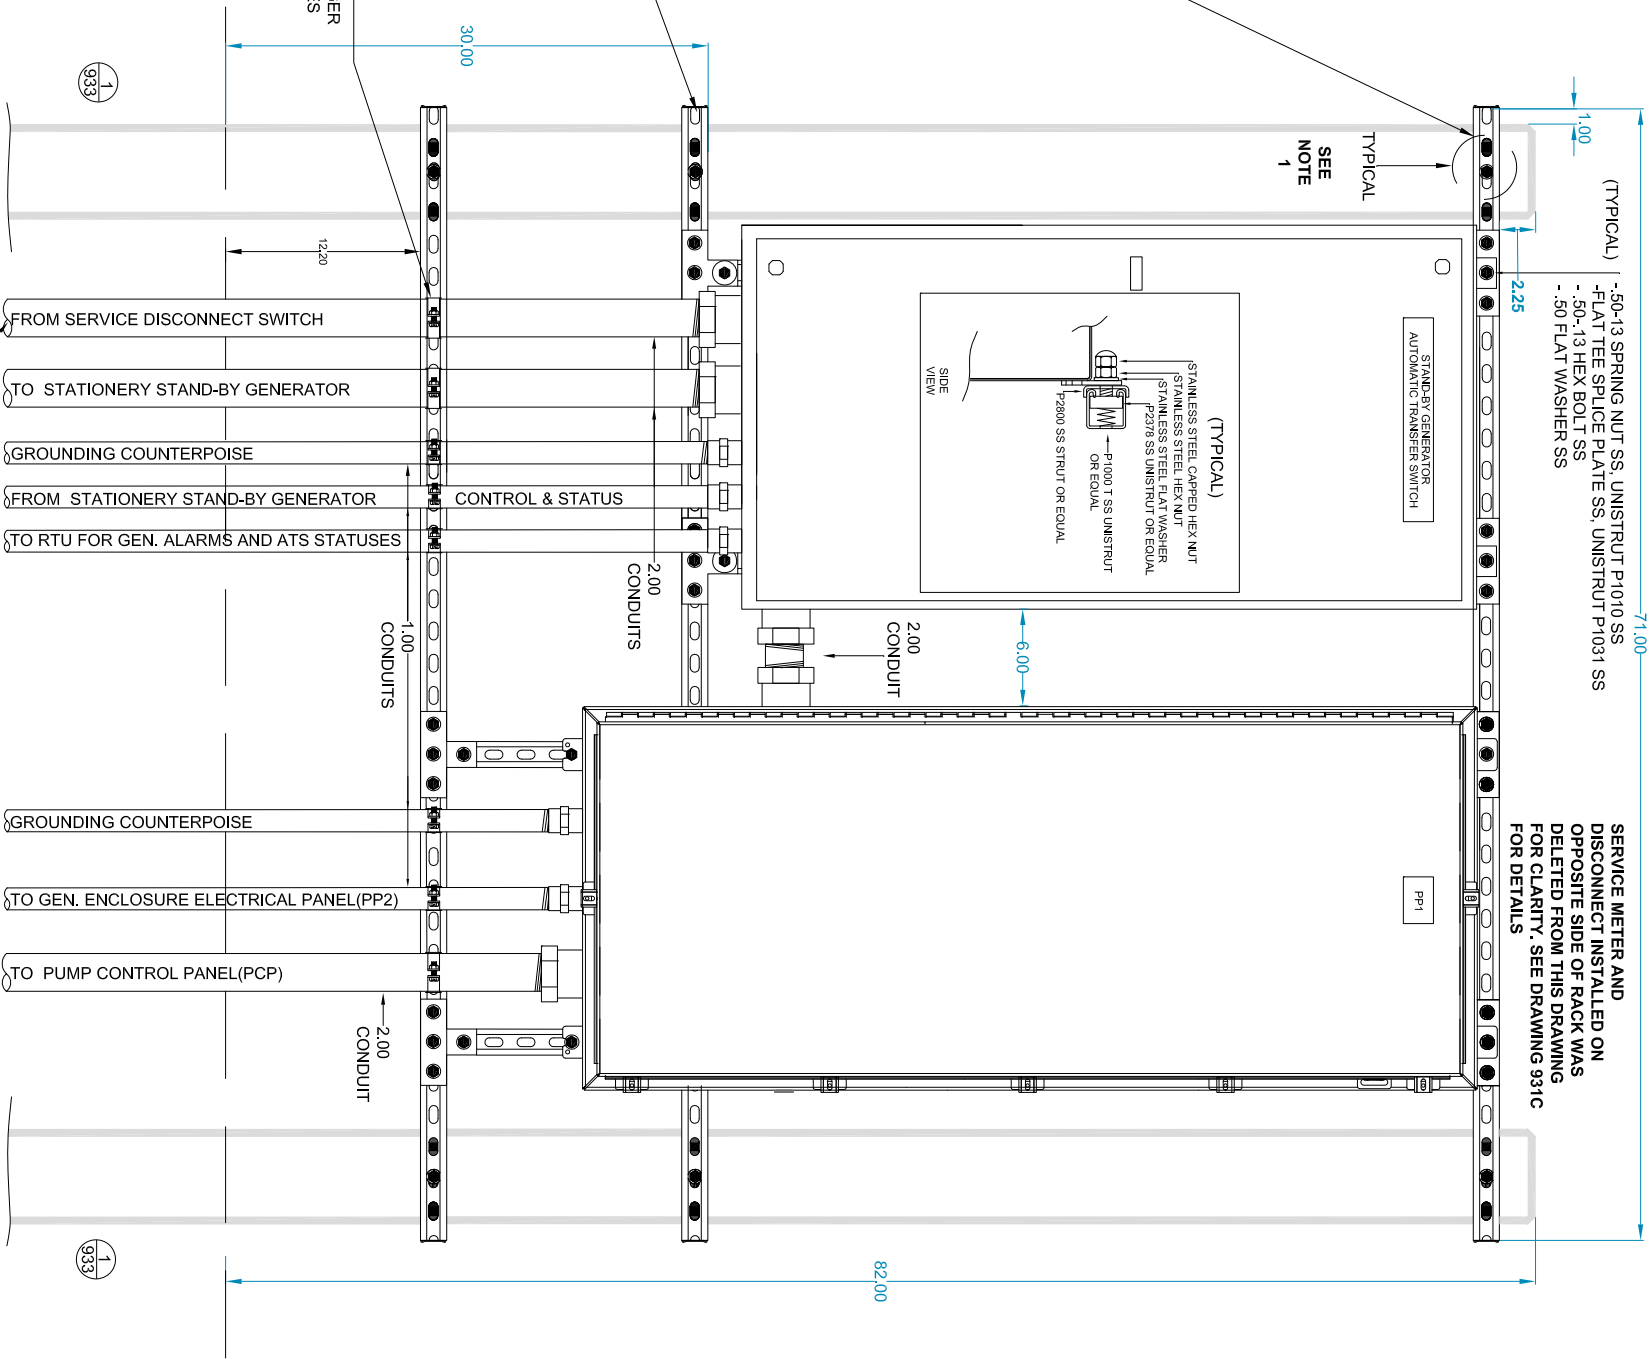 71.00
1.00
(TYPICAL)
-.50-13 SPRING NUT SS, UNISTRUT P1010 SS
-FLAT TEE SPLICE PLATE SS, UNISTRUT P1031 SS
-.50-.13 HEX BOLT SS
-.50 FLAT WASHER SS
2.25
TYPICAL
SEE
NOTE
1
SERVICE METER AND
DISCONNECT INSTALLED ON
OPPOSITE SIDE OF RACK WAS
DELETED FROM THIS DRAWING
FOR CLARITY. SEE DRAWING 931C
FOR DETAILS
STAND-BY GENERATOR
AUTOMATIC TRANSFER SWITCH
PP1
(TYPICAL)
STAINLESS STEEL CAPPED HEX NUT
STAINLESS STEEL HEX NUT
STAINLESS STEEL FLAT WASHER
P2378 SS UNISTRUT OR EQUAL
P1000 T SS UNISTRUT
OR EQUAL
P2800 SS STRUT OR EQUAL
SIDE
VIEW
6.00
2.00
CONDUIT
82.00
2.00
CONDUITS
1.00
CONDUITS
2.00
CONDUIT
30.00
12.20
GER
ES
1
933
1
933
FROM SERVICE DISCONNECT SWITCH
TO STATIONERY STAND-BY GENERATOR
GROUNDING COUNTERPOISE
FROM STATIONERY STAND-BY GENERATOR CONTROL & STATUS
TO RTU FOR GEN. ALARMS AND ATS STATUSES
GROUNDING COUNTERPOISE
TO GEN. ENCLOSURE ELECTRICAL PANEL(PP2)
TO PUMP CONTROL PANEL(PCP)